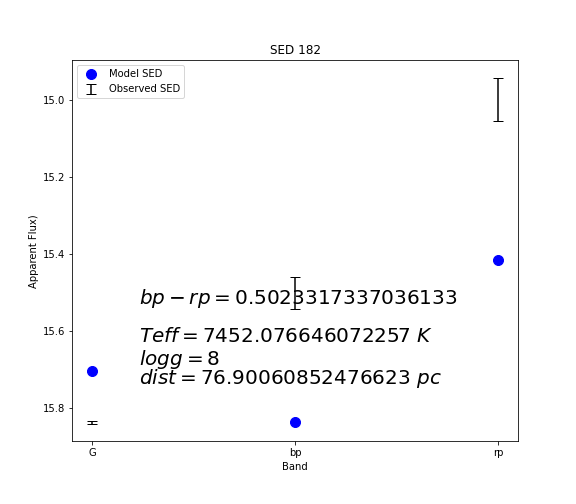 SED 182
Model SED
Observed SED
15.0
15.2
15.4
15.6
15.8
Apparent Flux)
bp − rp = 0.5023317337036133
Teff = 7452.076646072257 K
logg = 8
dist = 76.90060852476623 pc
G bp rp
Band